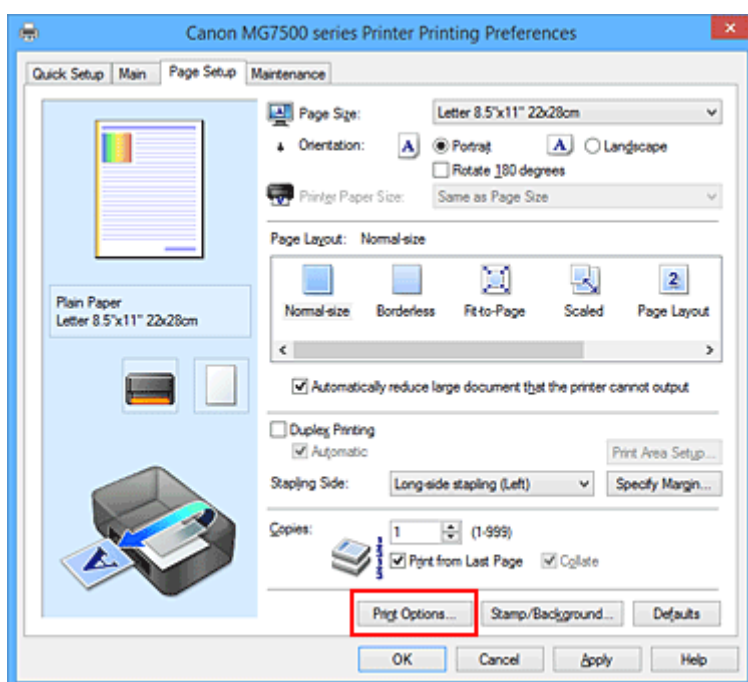 Canon MG7500 series Printer Printing Preferences
Quick Setup Main Page Setup Maintenance
Page Size: Letter 8.5"x11" 22x28cm
Orientation: A Portrait A Landscape
Rotate 180 degrees
Printer Paper Size: Same as Page Size
Page Layout: Normal-size
2
Normal-size Borderless Fit-to-Page Scaled Page Layout
Plain Paper
Letter 8.5"x11" 22x28cm
Automatically reduce large document that the printer cannot output
Duplex Printing
Automatic Print Area Setup...
Stapling Side: Long-side stapling (Left) Specify Margin...
Copies: 1 (1-999)
Print from Last Page Collate
A
Print Options... Stamp/Background... Defaults
OK Cancel Apply Help